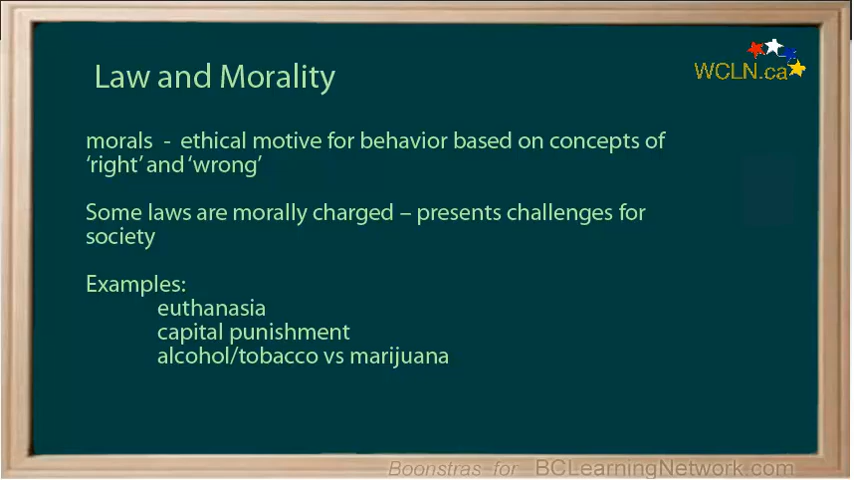 Law and Morality
WCLN.ca
morals - ethical motive for behavior based on concepts of
‘right’ and ‘wrong’
Some laws are morally charged – presents challenges for
society
Examples:
euthanasia
capital punishment
alcohol/tobacco vs marijuana
Boonstras for BCLearningNetwork.com